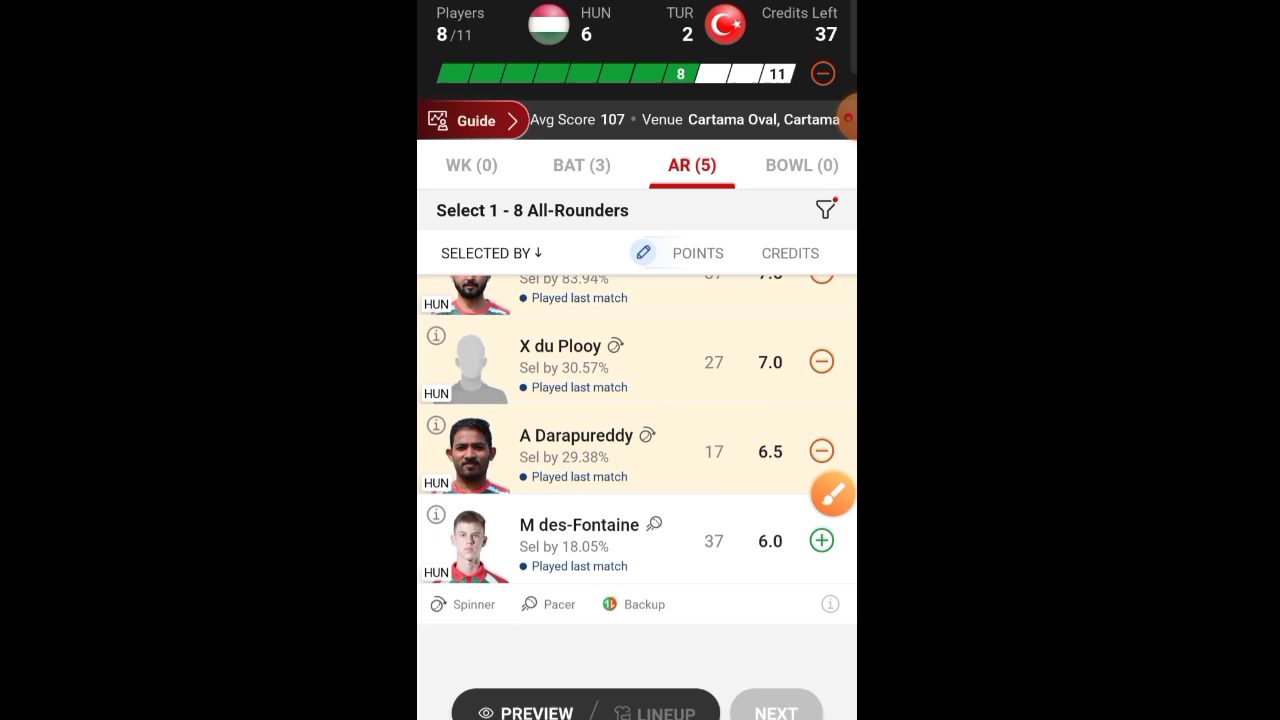 Players HUN TUR Credits Left
8 /11 6 2 37
8 11
Guide Avg Score 107 • Venue Cartama Oval, Cartama
WK (0) BAT (3) AR (5) BOWL (0)
Select 1 - 8 All-Rounders
SELECTED BY ↓ POINTS CREDITS
Sel by 83.94% 37 7.0
HUN Played last match
X du Plooy
Sel by 30.57% 27 7.0
HUN Played last match
A Darapureddy
Sel by 29.38% 17 6.5
HUN Played last match
M des-Fontaine
Sel by 18.05% 37 6.0
HUN Played last match
Spinner Pacer Backup
PREVIEW / LINEUP NEXT